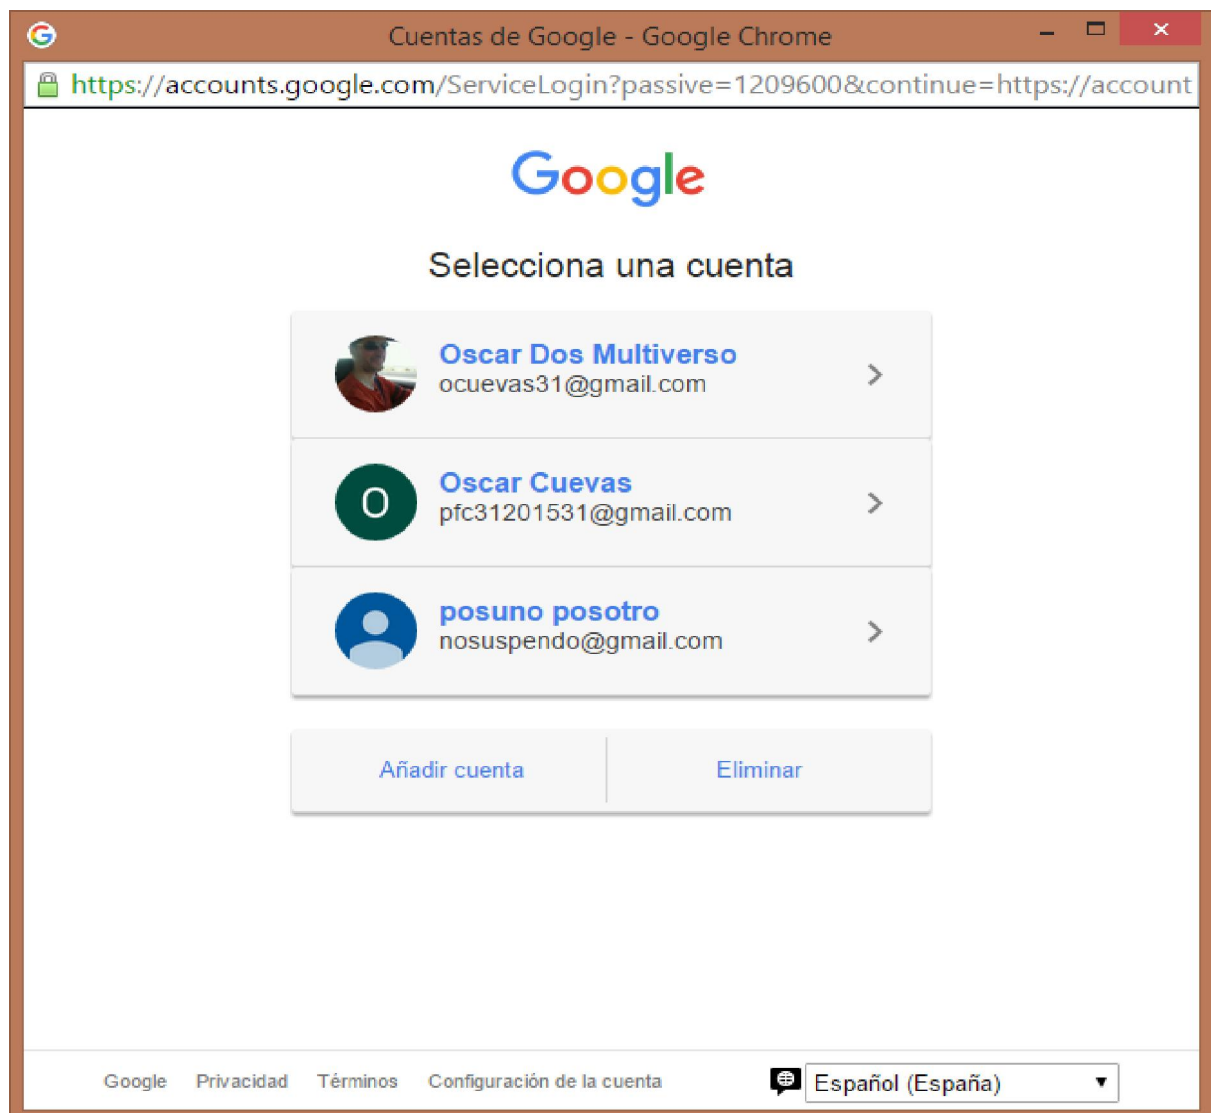 Cuentas de Google - Google Chrome
https://accounts.google.com/ServiceLogin?passive=1209600&continue=https://account
Google
Selecciona una cuenta
Oscar Dos Multiverso
ocuevas31@gmail.com
O
Oscar Cuevas
pfc31201531@gmail.com
posuno posotro
nosuspendo@gmail.com
Añadir cuenta Eliminar
Google Privacidad Términos Configuración de la cuenta Español (España)